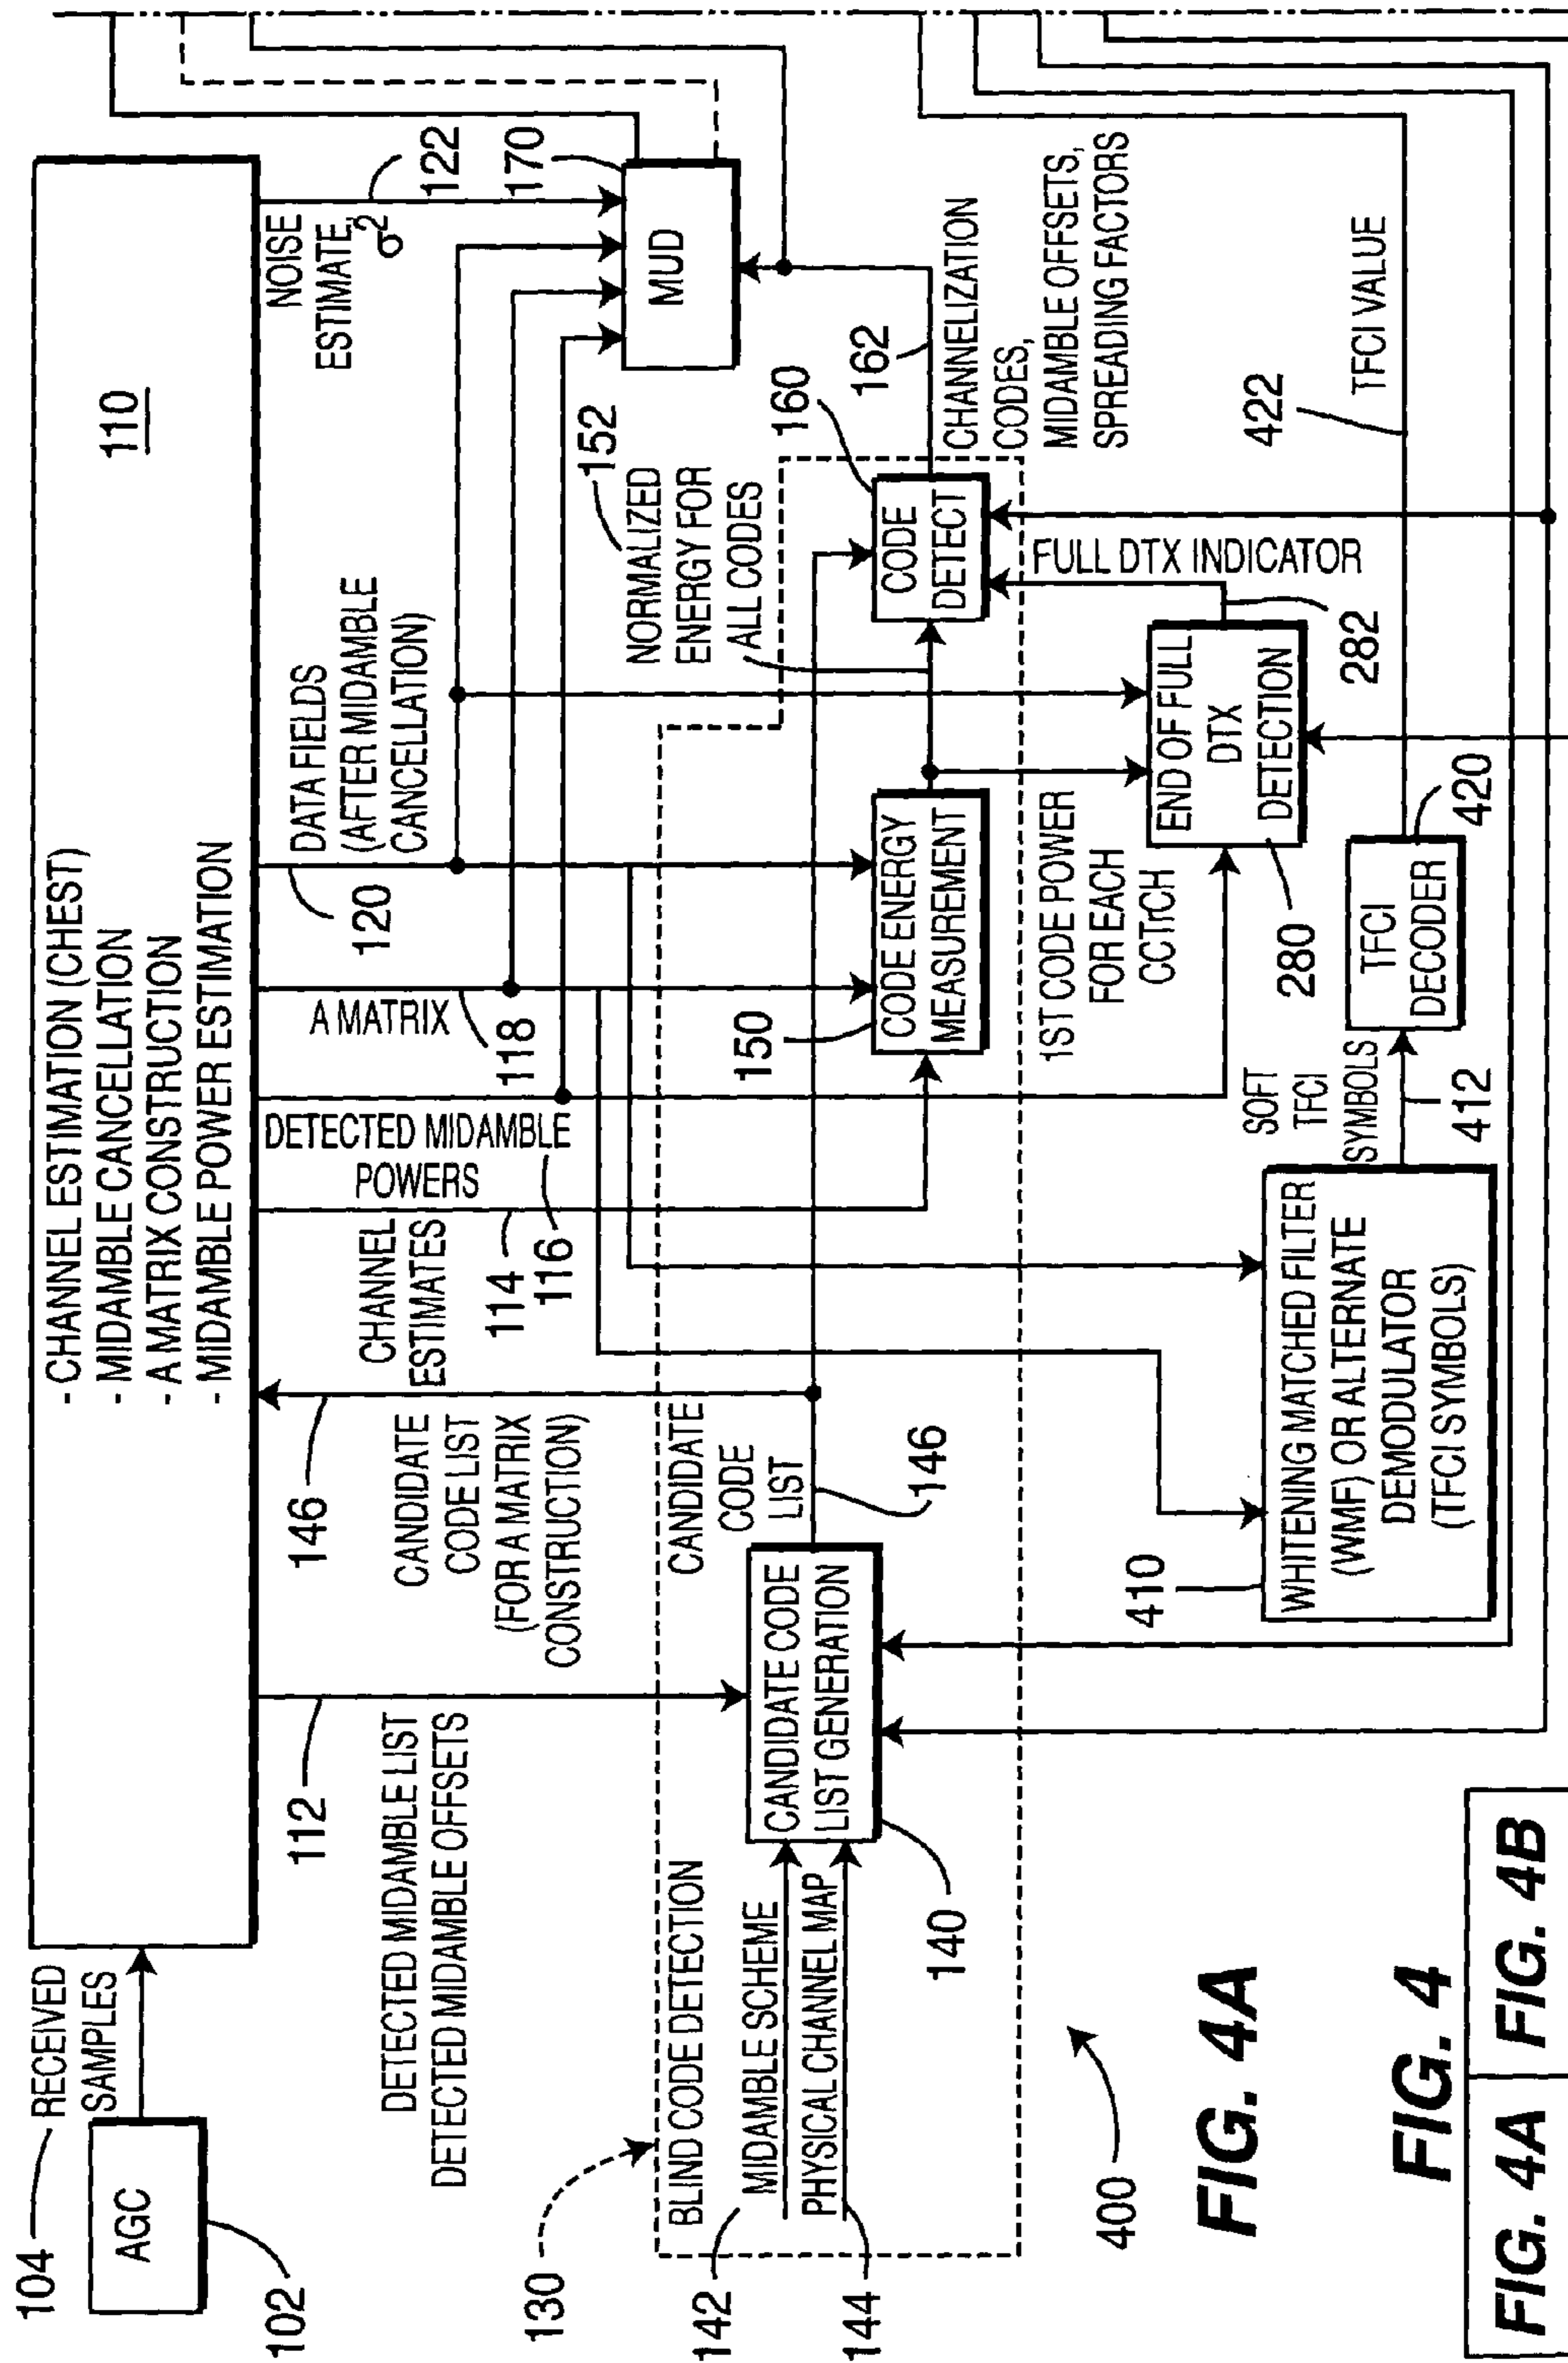 104
RECEIVED
SAMPLES
AGC
102
110
- CHANNEL ESTIMATION (CHEST)
- MIDAMBLE CANCELLATION
- A MATRIX CONSTRUCTION
- MIDAMBLE POWER ESTIMATION
112
DETECTED MIDAMBLE LIST
DETECTED MIDAMBLE OFFSETS
146
CANDIDATE
CODE LIST
(FOR A MATRIX
CONSTRUCTION)
CHANNEL
ESTIMATES
114
116
DETECTED MIDAMBLE
POWERS
A MATRIX
118
120
DATA FIELDS
(AFTER MIDAMBLE
CANCELLATION)
NOISE
ESTIMATE,
σ2
122
170
MUD
130
BLIND CODE DETECTION
142
MIDAMBLE SCHEME
144
PHYSICAL CHANNEL MAP
CANDIDATE CODE
LIST GENERATION
140
CANDIDATE
CODE
LIST
146
150
CODE ENERGY
MEASUREMENT
152
NORMALIZED
ENERGY FOR
ALL CODES
160
CODE
DETECT
162
CHANNELIZATION
CODES,
MIDAMBLE OFFSETS,
SPREADING FACTORS
1ST CODE POWER
FOR EACH
CCTrCH
FULL DTX INDICATOR
END OF FULL
DTX
DETECTION
280
282
410
WHITENING MATCHED FILTER
(WMF) OR ALTERNATE
DEMODULATOR
(TFCI SYMBOLS)
SOFT
TFCI
SYMBOLS
412
TFCI
DECODER
420
422
TFCI VALUE
400
FIG. 4A
FIG. 4
FIG. 4A FIG. 4B